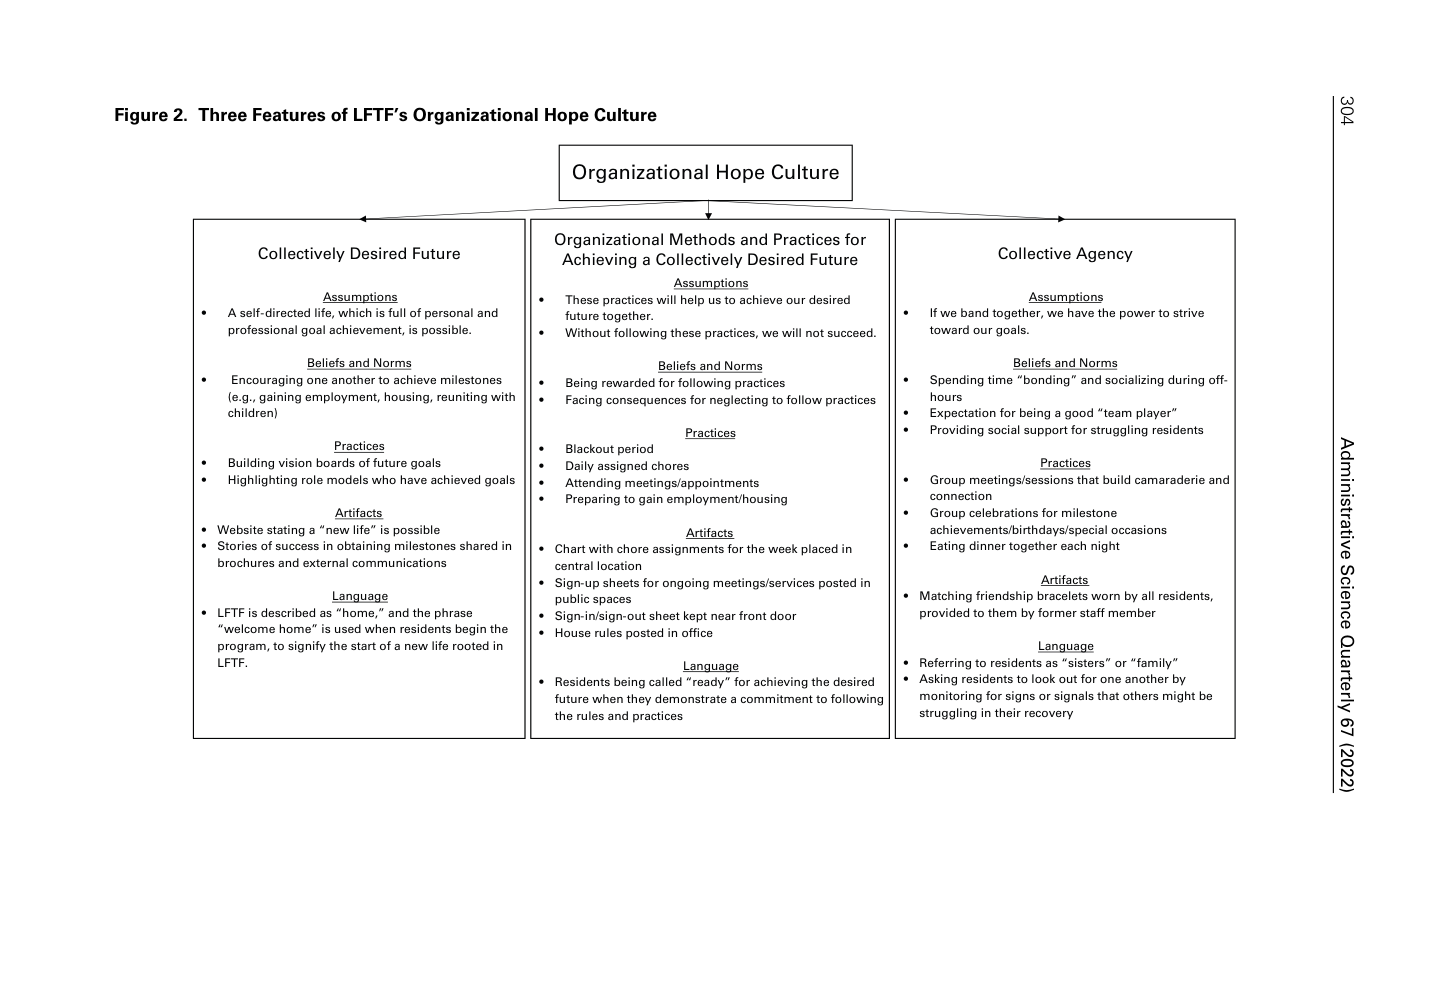 Figure 2. Three Features of LFTF’s Organizational Hope Culture
Organizational Hope Culture
Collectively Desired Future
Assumptions
• A self-directed life, which is full of personal and
professional goal achievement, is possible.
Beliefs and Norms
• Encouraging one another to achieve milestones
(e.g., gaining employment, housing, reuniting with
children)
Practices
• Building vision boards of future goals
• Highlighting role models who have achieved goals
Artifacts
• Website stating a “new life” is possible
• Stories of success in obtaining milestones shared in
brochures and external communications
Language
• LFTF is described as “home,” and the phrase
“welcome home” is used when residents begin the
program, to signify the start of a new life rooted in
LFTF.
Organizational Methods and Practices for
Achieving a Collectively Desired Future
Assumptions
• These practices will help us to achieve our desired
future together.
• Without following these practices, we will not succeed.
Beliefs and Norms
• Being rewarded for following practices
• Facing consequences for neglecting to follow practices
Practices
• Blackout period
• Daily assigned chores
• Attending meetings/appointments
• Preparing to gain employment/housing
Artifacts
• Chart with chore assignments for the week placed in
central location
• Sign-up sheets for ongoing meetings/services posted in
public spaces
• Sign-in/sign-out sheet kept near front door
• House rules posted in office
Language
• Residents being called “ready” for achieving the desired
future when they demonstrate a commitment to following
the rules and practices
Collective Agency
Assumptions
• If we band together, we have the power to strive
toward our goals.
Beliefs and Norms
• Spending time “bonding” and socializing during off-
hours
• Expectation for being a good “team player”
• Providing social support for struggling residents
Practices
• Group meetings/sessions that build camaraderie and
connection
• Group celebrations for milestone
achievements/birthdays/special occasions
• Eating dinner together each night
Artifacts
• Matching friendship bracelets worn by all residents,
provided to them by former staff member
Language
• Referring to residents as “sisters” or “family”
• Asking residents to look out for one another by
monitoring for signs or signals that others might be
struggling in their recovery
304
Administrative Science Quarterly 67 (2022)